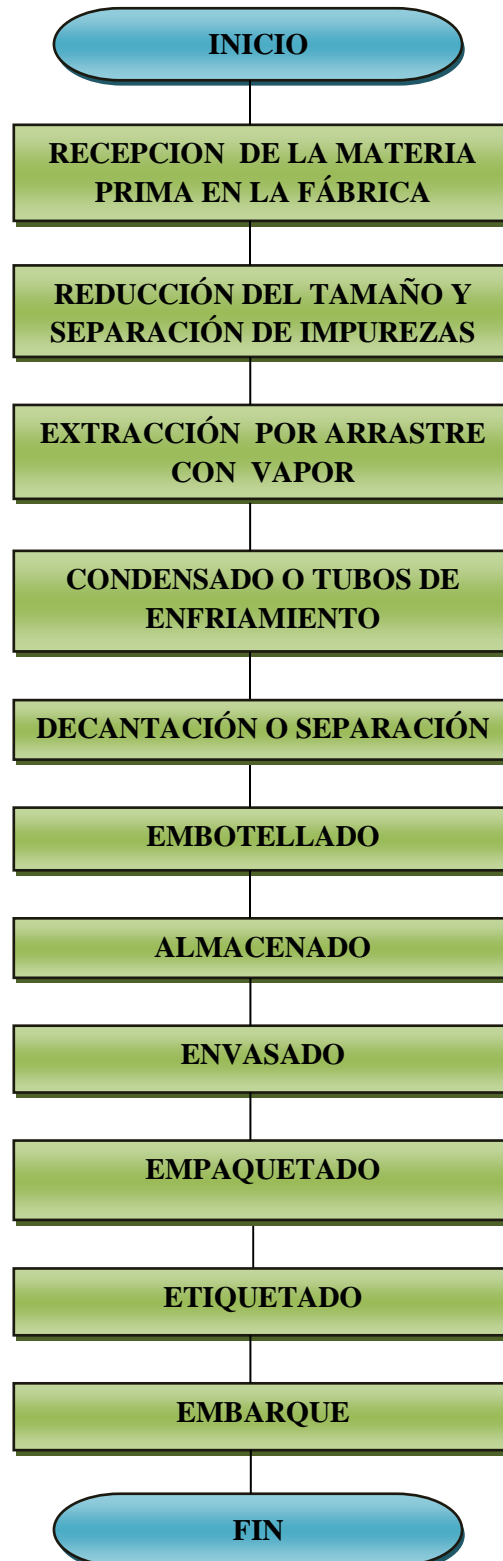 INICIO
RECEPCION DE LA MATERIA
PRIMA EN LA FÁBRICA
REDUCCIÓN DEL TAMAÑO Y
SEPARACIÓN DE IMPUREZAS
EXTRACCIÓN POR ARRASTRE
CON VAPOR
CONDENSADO O TUBOS DE
ENFRIAMIENTO
DECANTACIÓN O SEPARACIÓN
EMBOTELLADO
ALMACENADO
ENVASADO
EMPAQUETADO
ETIQUETADO
EMBARQUE
FIN